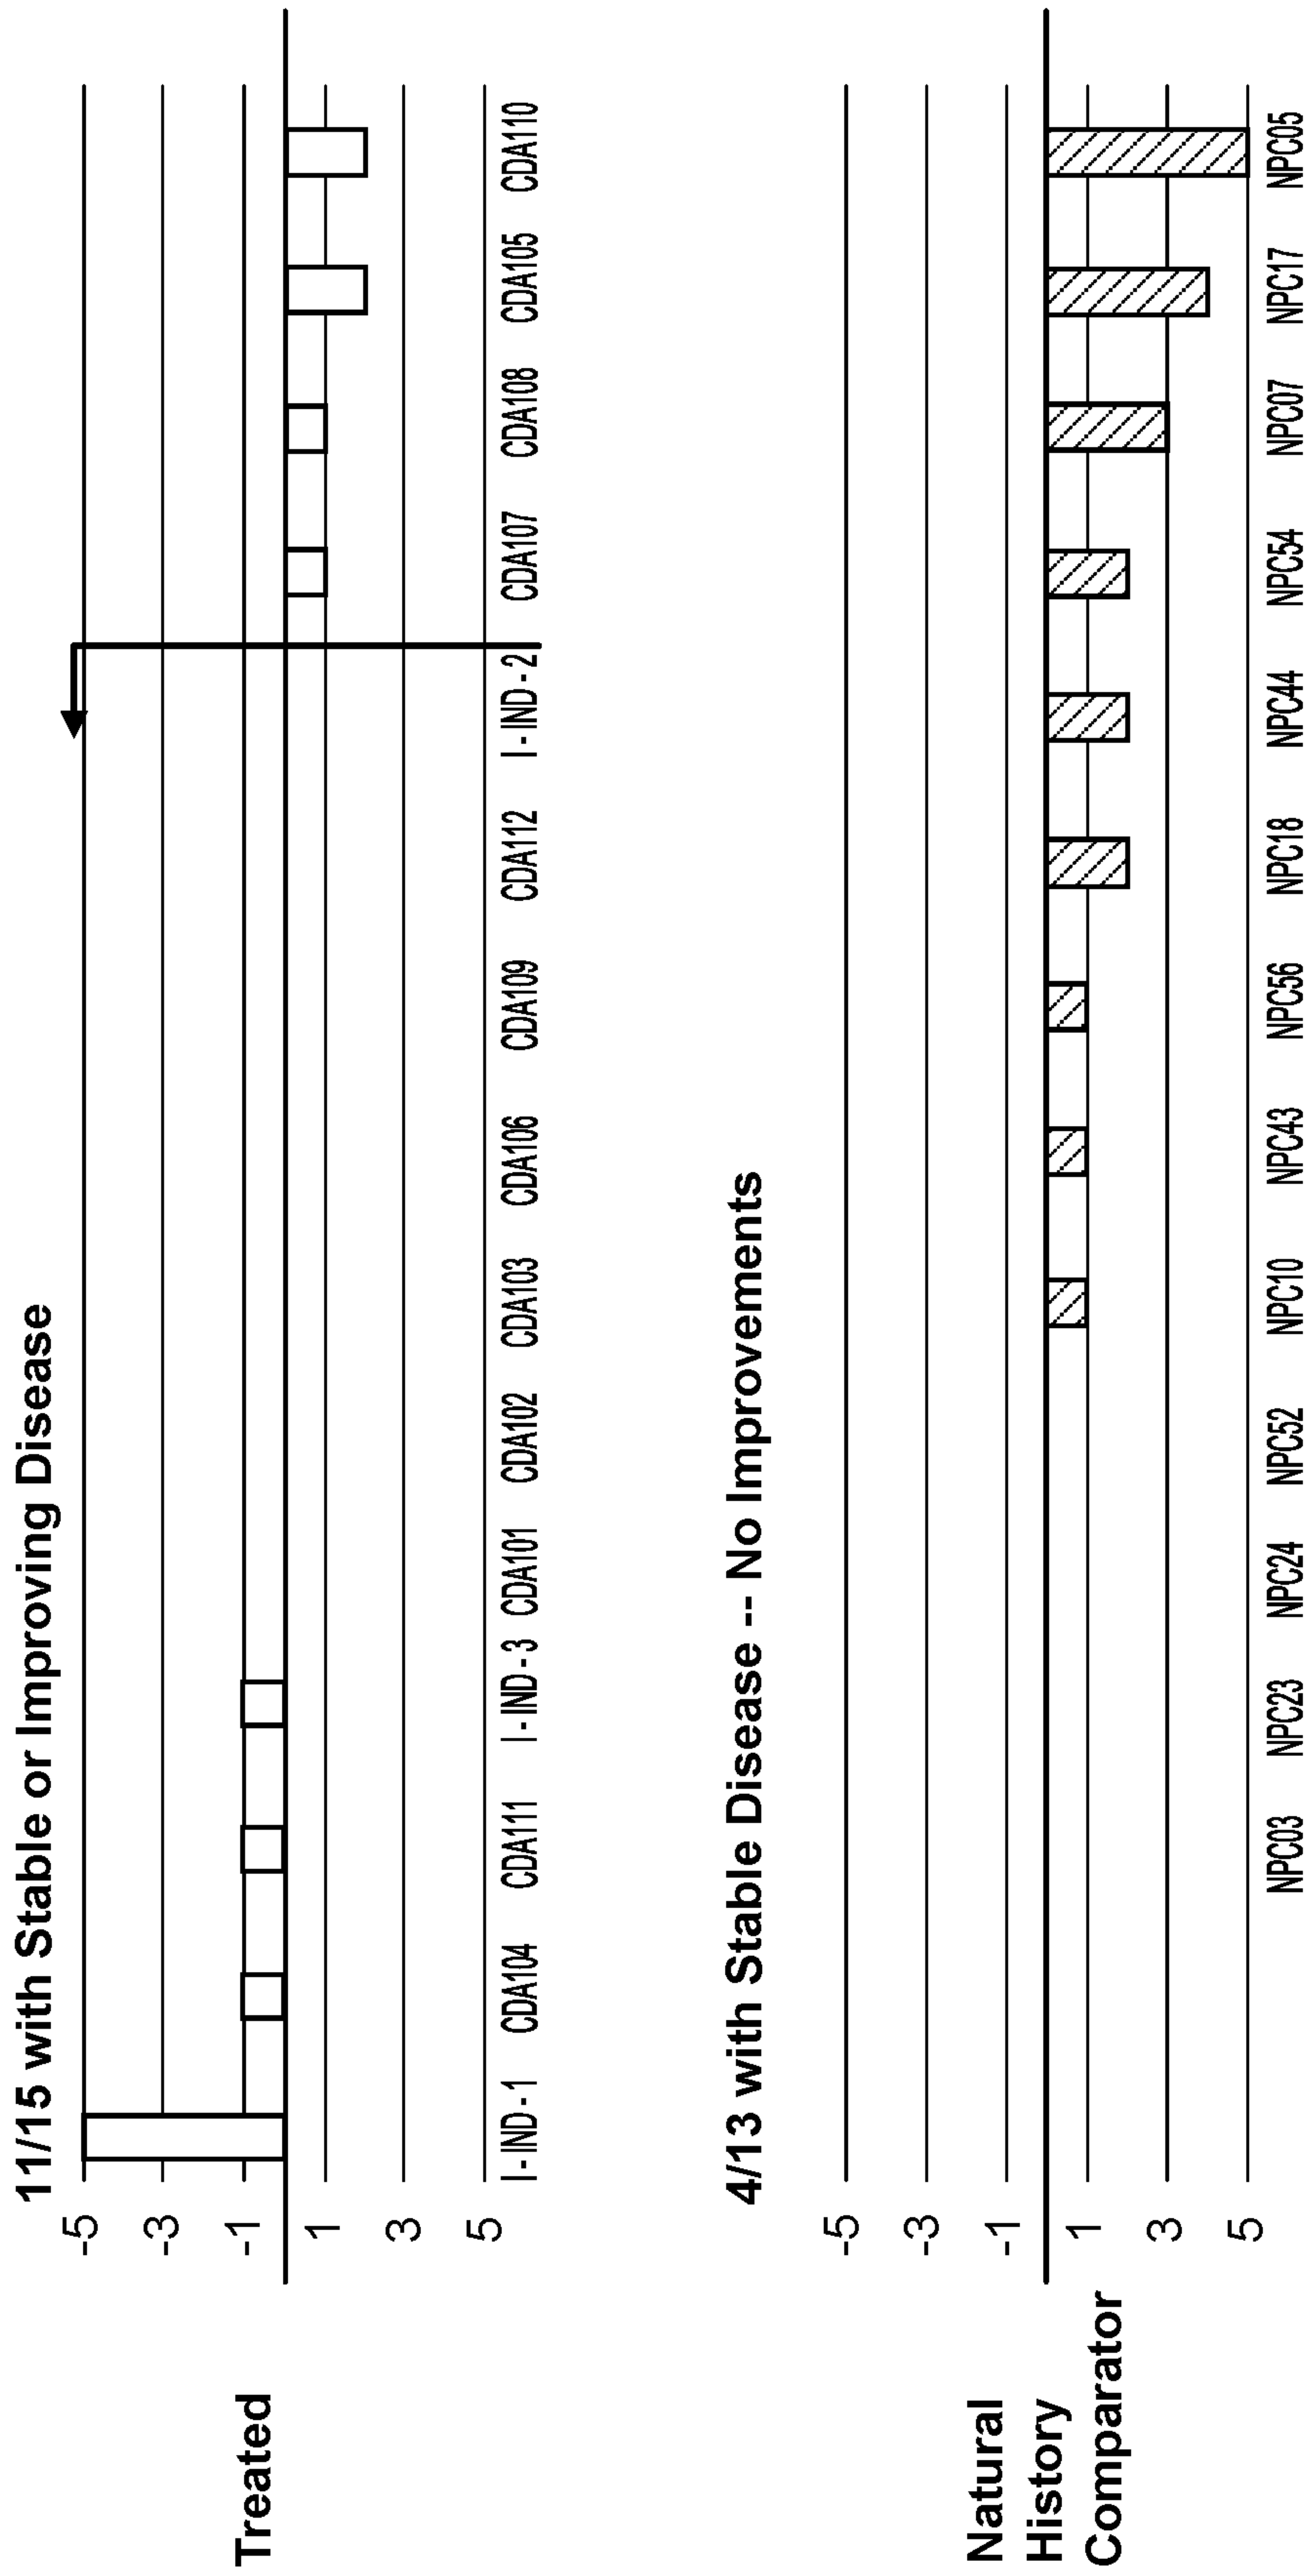 11/15 with Stable or Improving Disease
Treated
-5
-3
-1
1
3
5
I-IND-1 CDA104 CDA111 I-IND-3 CDA101 CDA102 CDA103 CDA106 CDA109 CDA112 I-IND-2 CDA107 CDA108 CDA105 CDA110
4/13 with Stable Disease -- No Improvements
Natural
History
Comparator
-5
-3
-1
1
3
5
NPC03 NPC23 NPC24 NPC52 NPC10 NPC43 NPC56 NPC18 NPC44 NPC54 NPC07 NPC17 NPC05